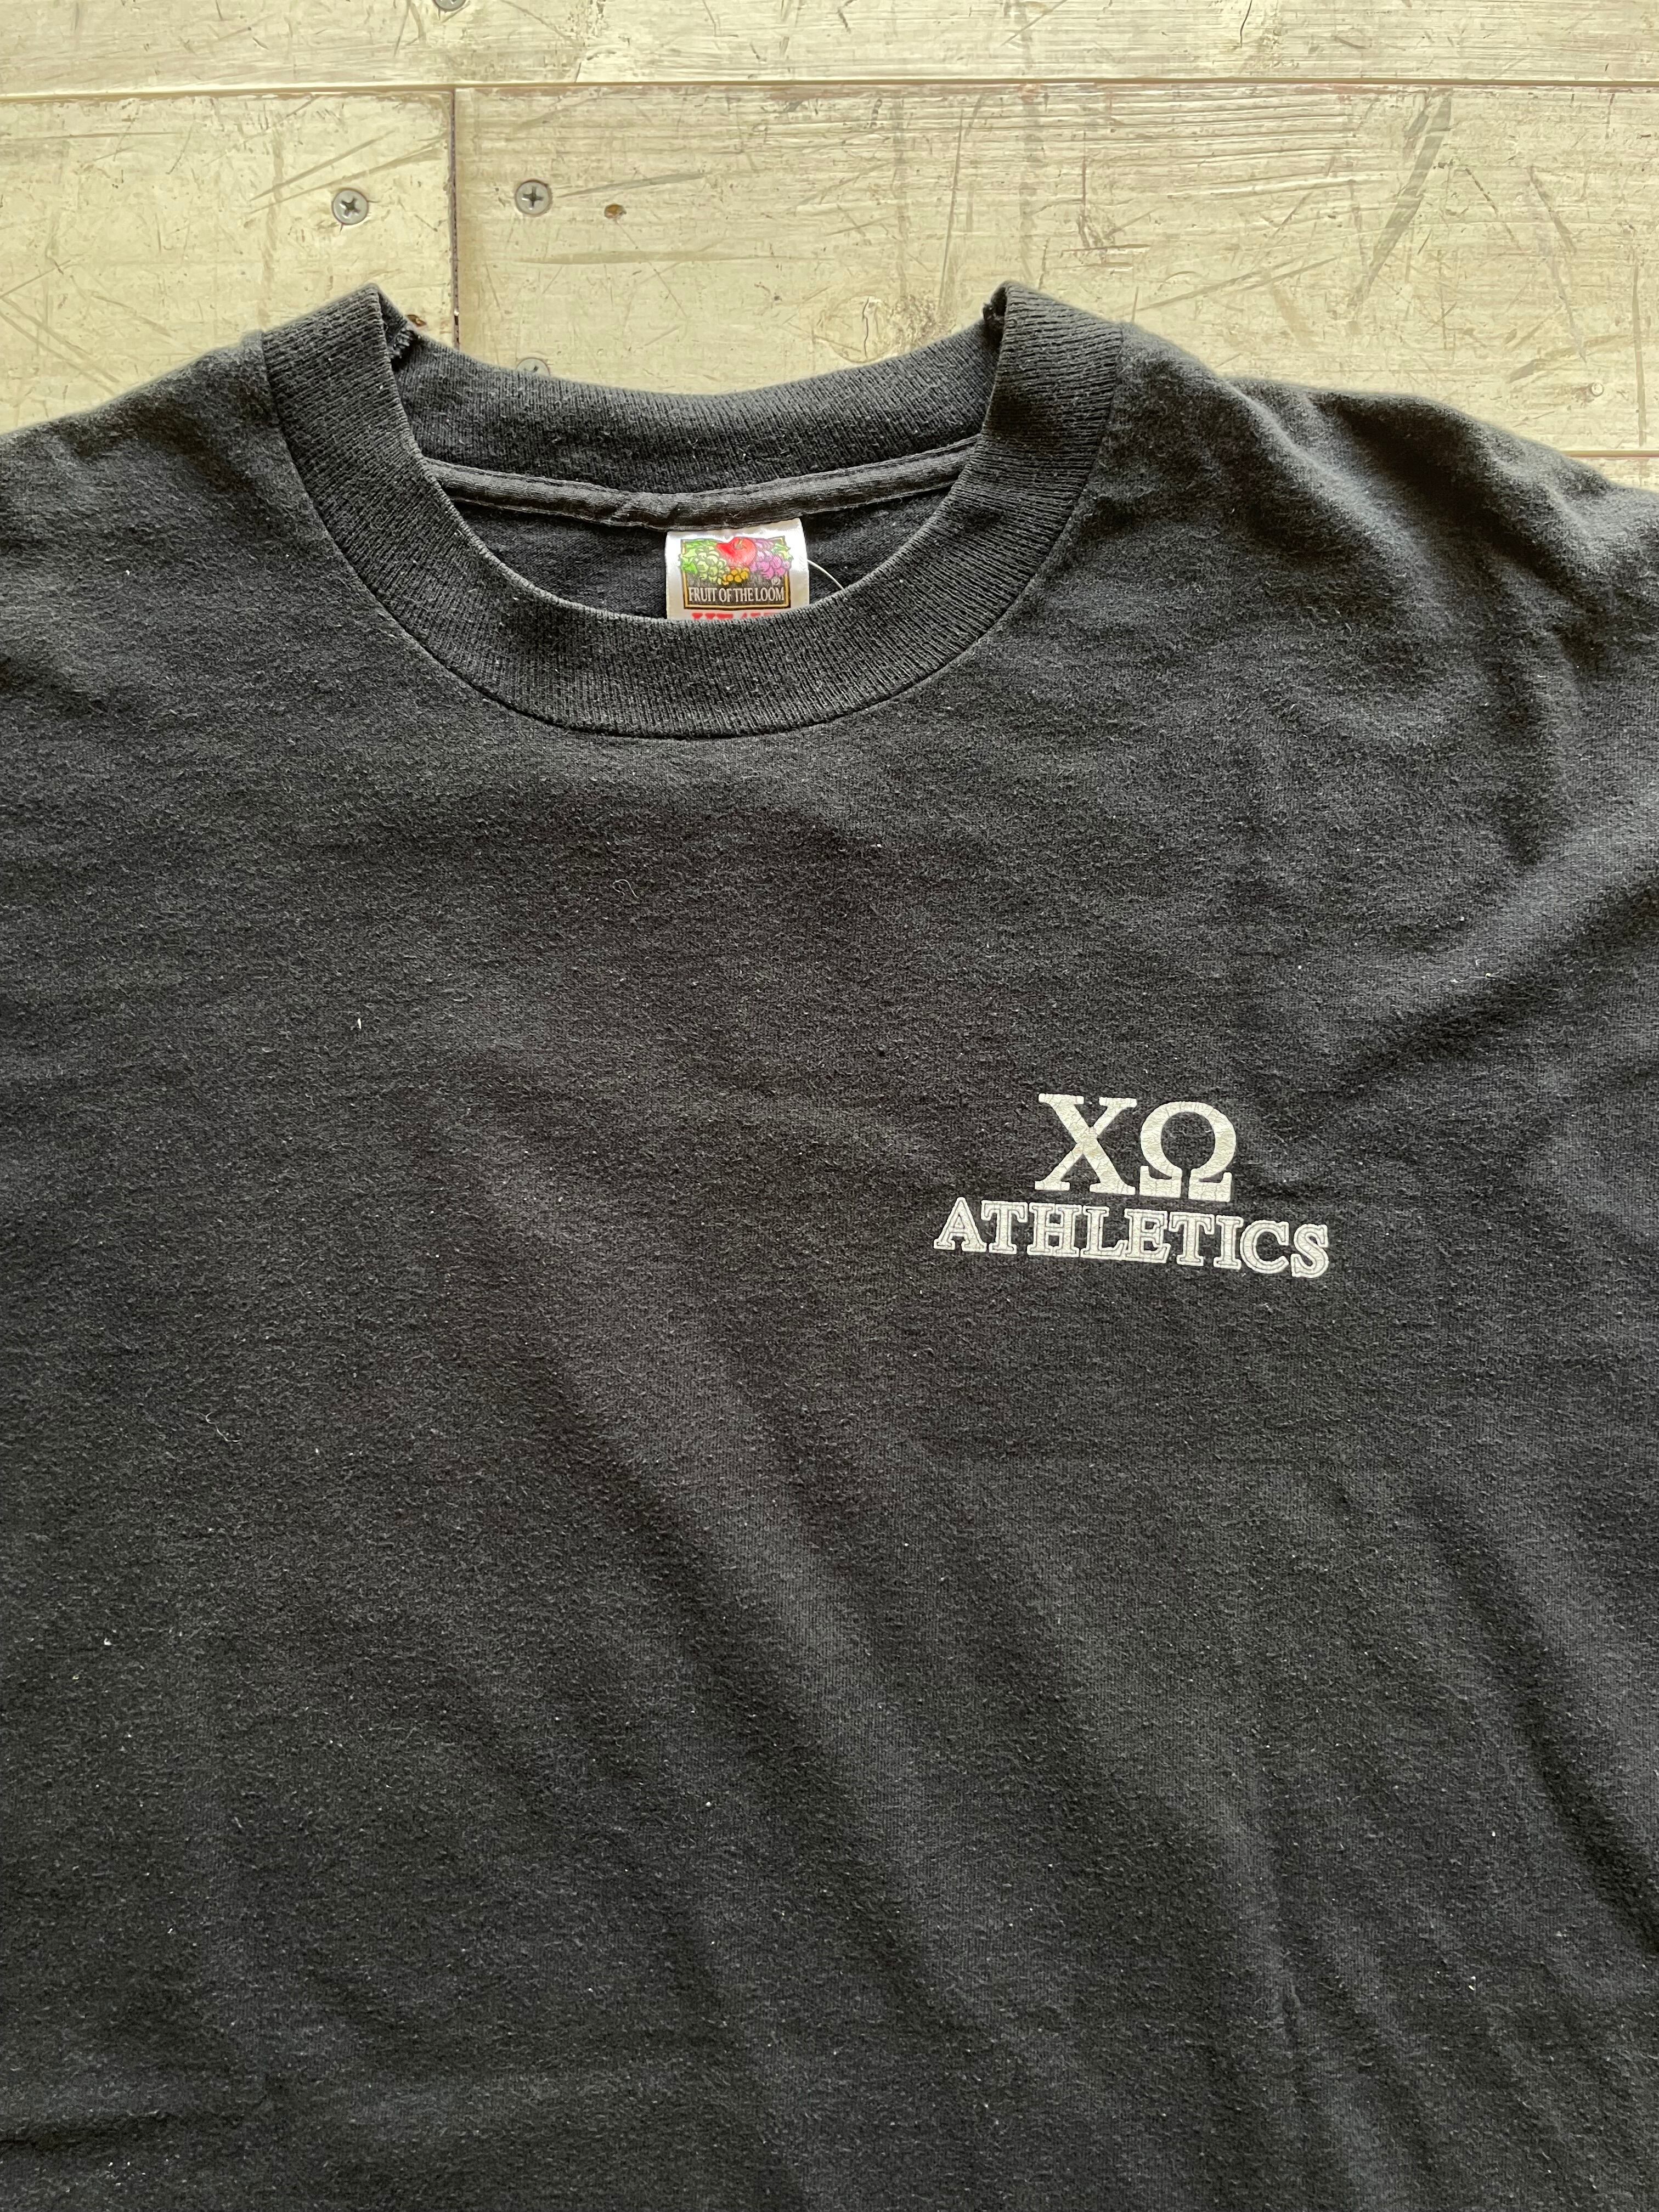 FRUIT OF THE LOOM
ΧΩ
ATHLETICS